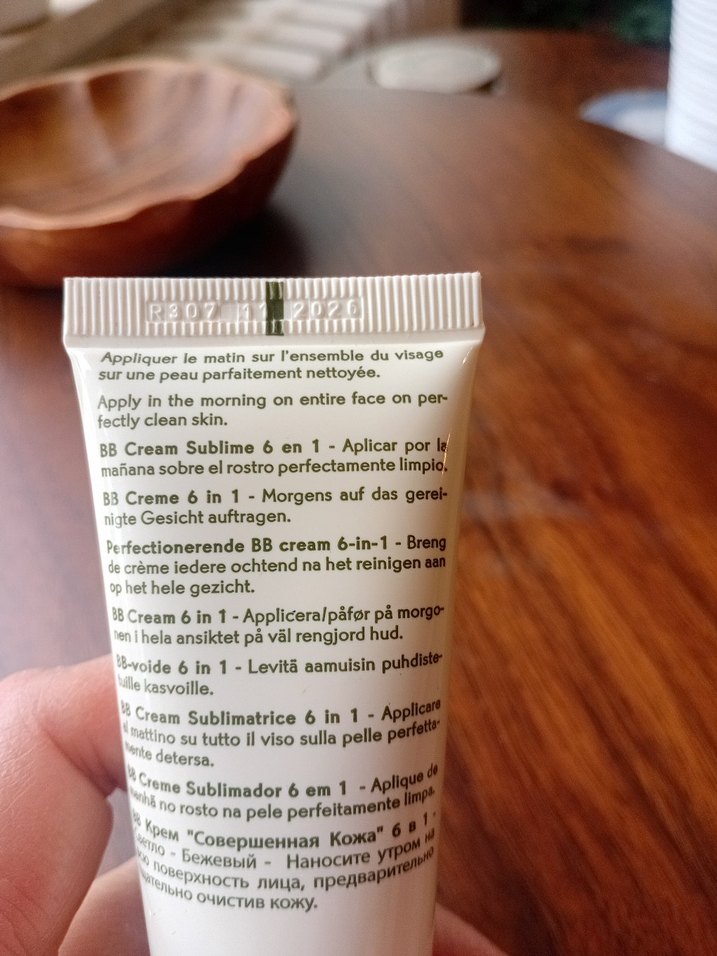 R307 11 2026
Appliquer le matin sur l'ensemble du visage
sur une peau parfaitement nettoyée.
Apply in the morning on entire face on per-
fectly clean skin.
BB Cream Sublime 6 en 1 - Aplicar por la
mañana sobre el rostro perfectamente limpio.
BB Creme 6 in 1 - Morgens auf das gerei-
nigte Gesicht auftragen.
Perfectionerende BB cream 6-in-1 - Breng
de crème iedere ochtend na het reinigen aan
op het hele gezicht.
BB Cream 6 in 1 - Applicera/påfør på morgo-
nen i hela ansiktet på väl rengjord hud.
BB-voide 6 in 1 - Levitä aamuisin puhdiste-
tuille kasvoille.
BB Cream Sublimatrice 6 in 1 - Applicare
al mattino su tutto il viso sulla pelle perfetta-
mente detersa.
BB Creme Sublimador 6 em 1 - Aplique de
manhã no rosto na pele perfeitamente limpa.
BB Крем "Совершенная Кожа" 6 в 1 -
Светло - Бежевый - Наносите утром на
поверхность лица, предварительно
очистив кожу.